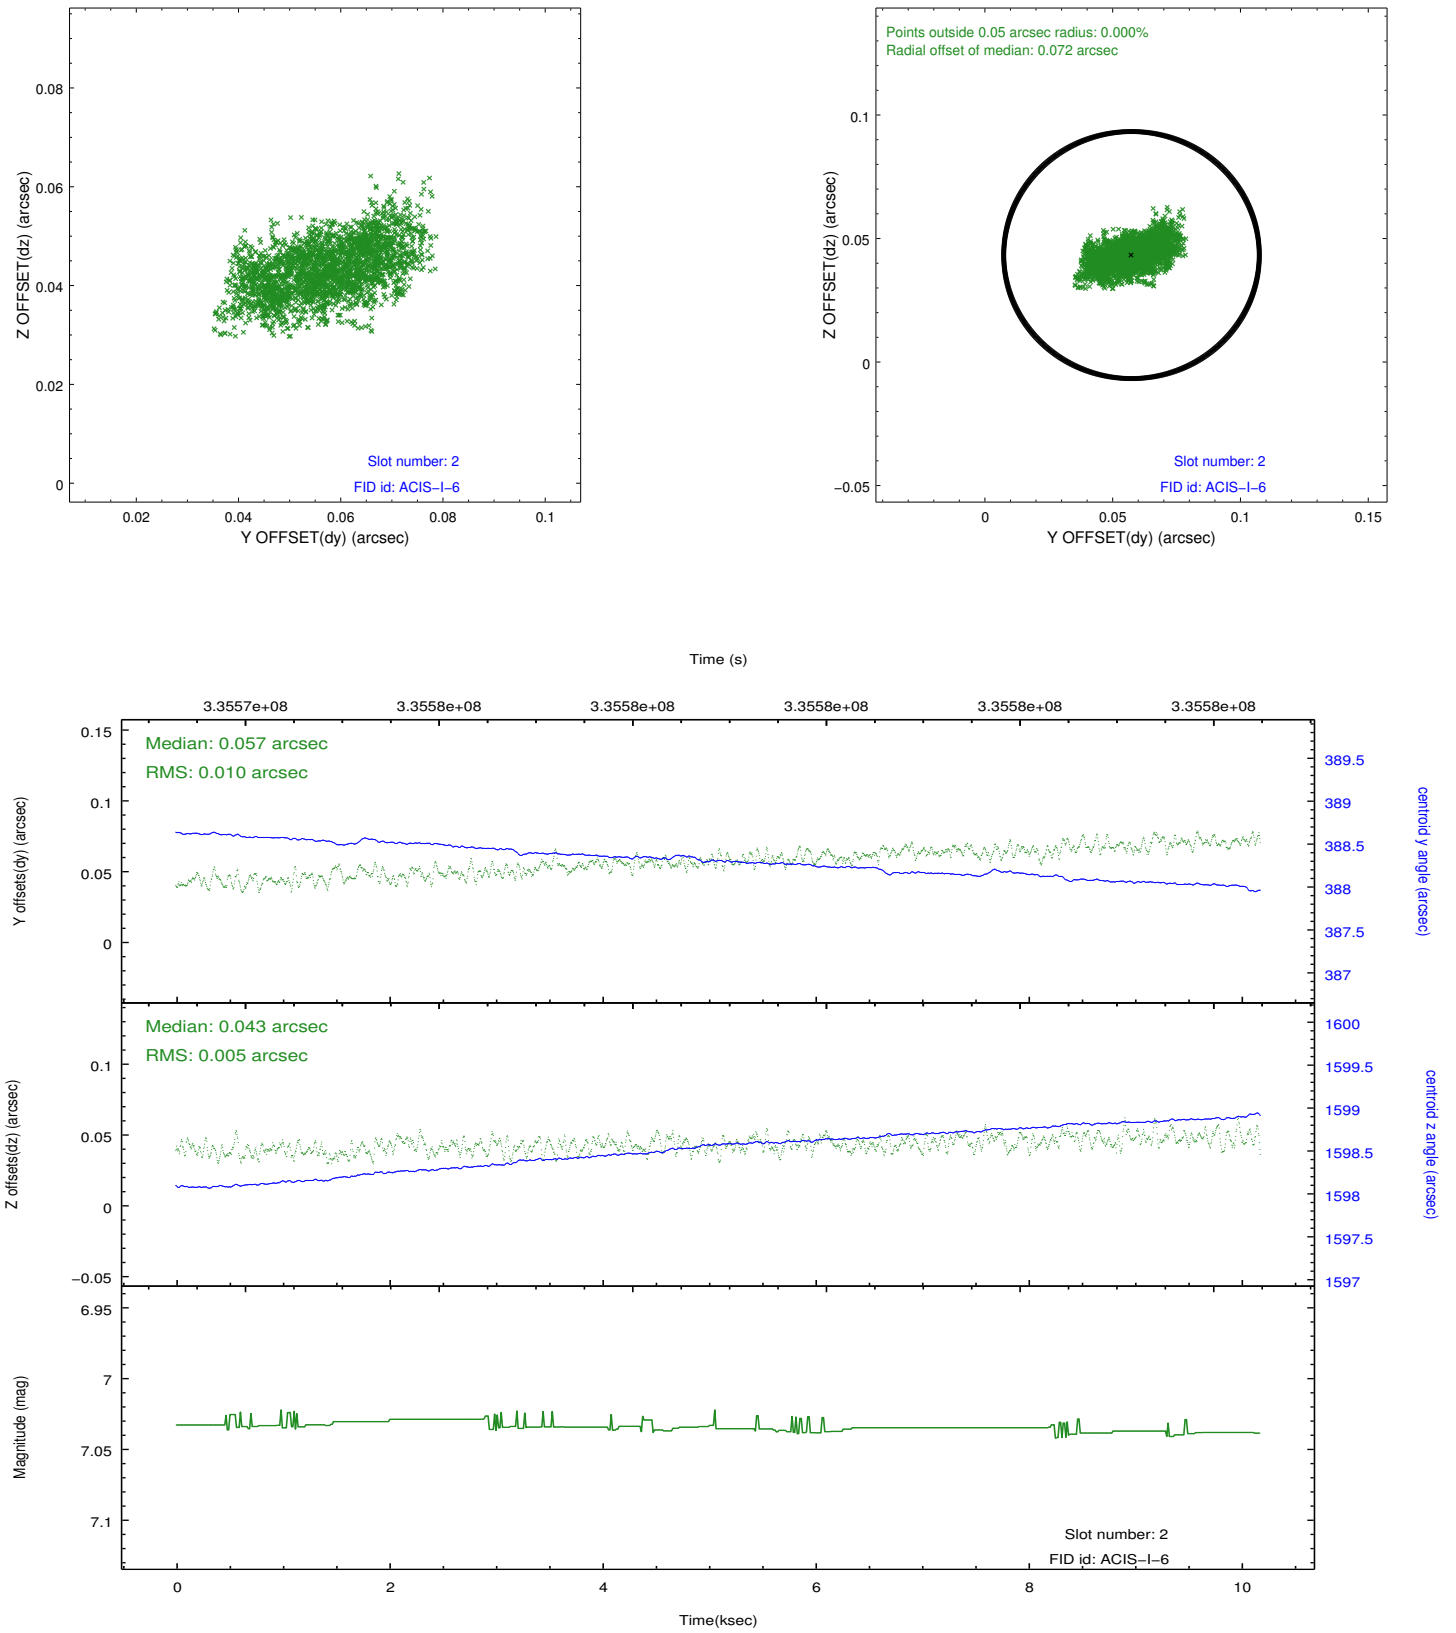 0.08
0.06
0.04
0.02
0
Z OFFSET(dz) (arcsec)
Slot number: 2
FID id: ACIS−I−6
0.02 0.04 0.06 0.08 0.1
Y OFFSET(dy) (arcsec)
Points outside 0.05 arcsec radius: 0.000%
Radial offset of median: 0.072 arcsec
0.1
0.05
0
−0.05
Z OFFSET(dz) (arcsec)
Slot number: 2
FID id: ACIS−I−6
0 0.05 0.1 0.15
Y OFFSET(dy) (arcsec)
Time (s)
3.3557e+08 3.3558e+08 3.3558e+08 3.3558e+08 3.3558e+08 3.3558e+08
Median: 0.057 arcsec
RMS: 0.010 arcsec
0.15
0.1
0.05
0
Y offsets(dy) (arcsec)
389.5
389
388.5
388
387.5
387
centroid y angle (arcsec)
Median: 0.043 arcsec
RMS: 0.005 arcsec
0.1
0.05
0
−0.05
Z offsets(dz) (arcsec)
1600
1599.5
1599
1598.5
1598
1597.5
1597
centroid z angle (arcsec)
6.95
7
7.05
7.1
Magnitude (mag)
Slot number: 2
FID id: ACIS−I−6
0 2 4 6 8 10
Time(ksec)